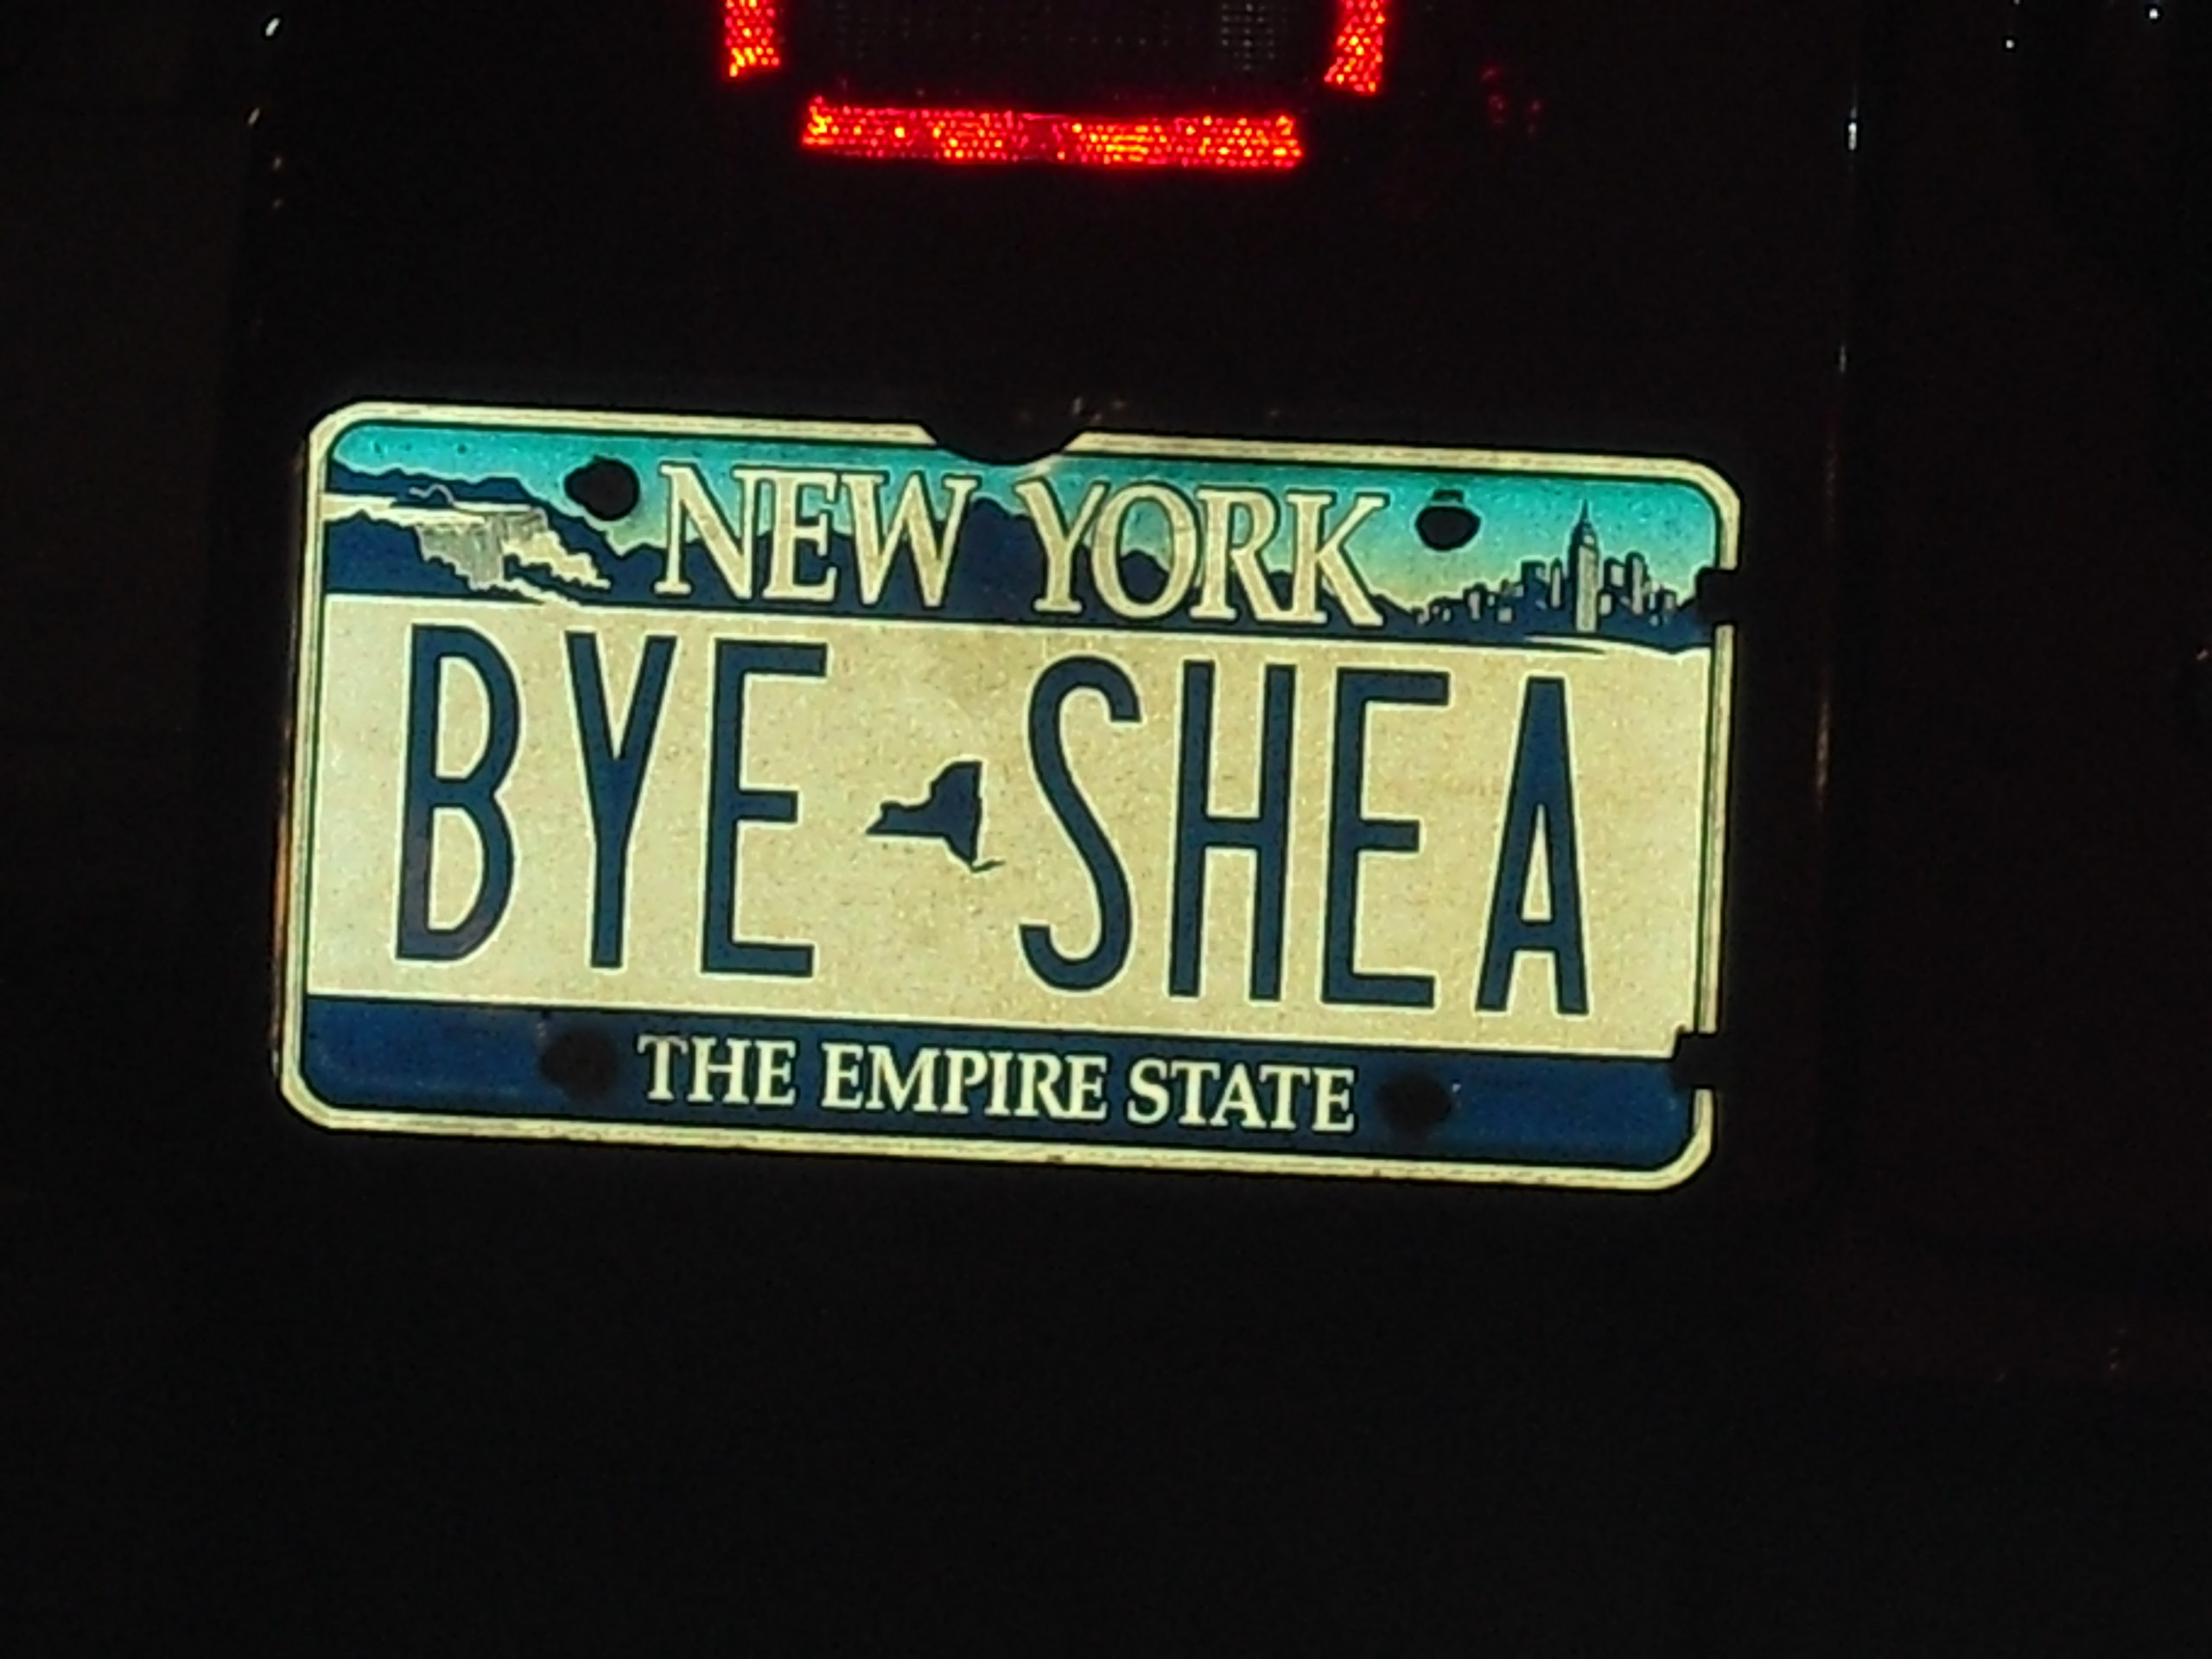 NEW YORK
BYE SHEA
THE EMPIRE STATE